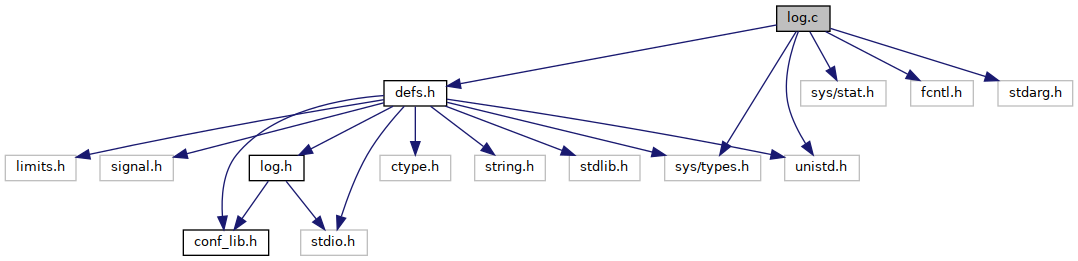 log.c
defs.h
sys/stat.h
fcntl.h
stdarg.h
limits.h
signal.h
log.h
ctype.h
string.h
stdlib.h
sys/types.h
unistd.h
conf_lib.h
stdio.h